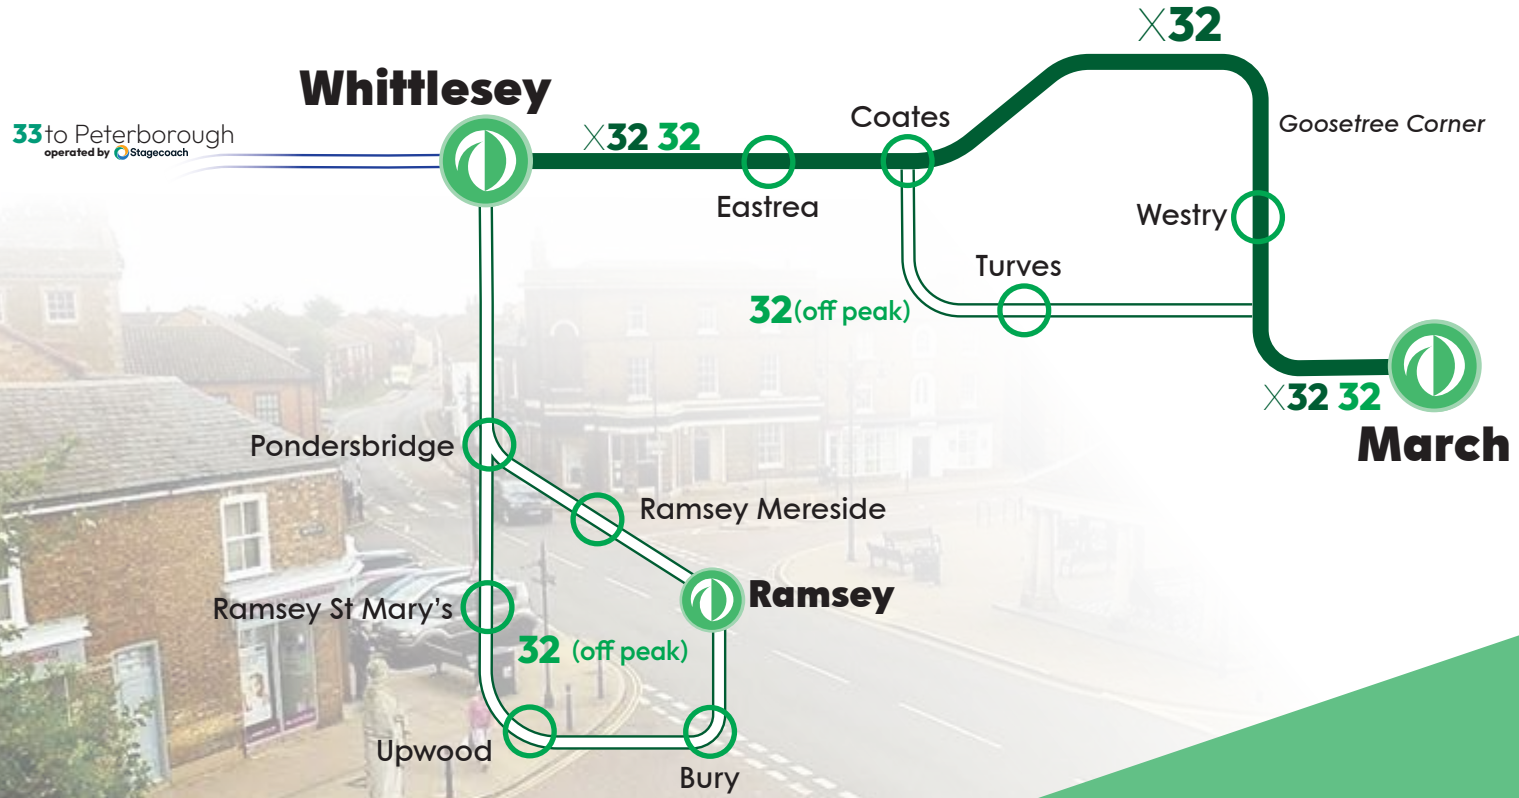 X32
Whittlesey
33 to Peterborough
operated by Stagecoach
X32 32
Coates
Goosetree Corner
Eastrea
Westry
Turves
32 (off peak)
X32 32
March
Pondersbridge
Ramsey Mereside
Ramsey
Ramsey St Mary's
32 (off peak)
Upwood
Bury